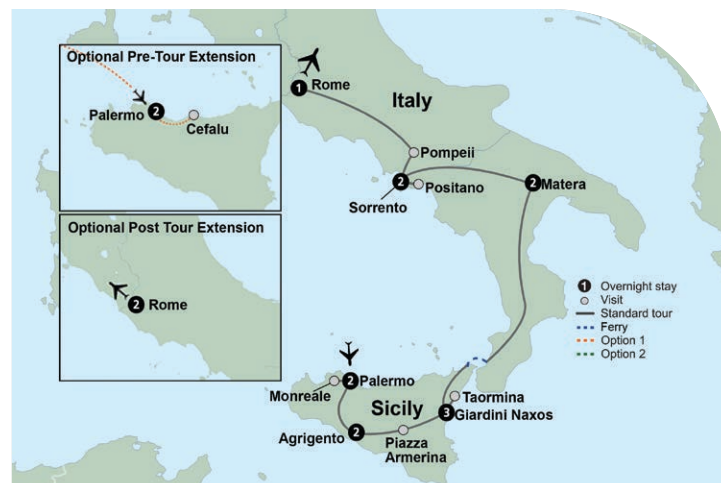 Optional Pre-Tour Extension
Palermo
2
Cefalu
Optional Post Tour Extension
2
Rome
1
Rome
Italy
Pompeii
2
Positano
Sorrento
2
Matera
1 Overnight stay
Visit
Standard tour
Ferry
Option 1
Option 2
2
Palermo
Monreale
Sicily
Taormina
3
Giardini Naxos
Agrigento
2
Piazza
Armerina